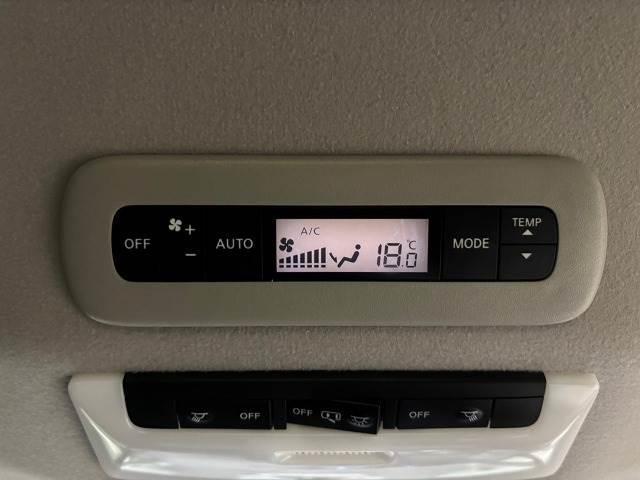 OFF + − AUTO A/C 18.0 °C MODE TEMP
OFF OFF OFF